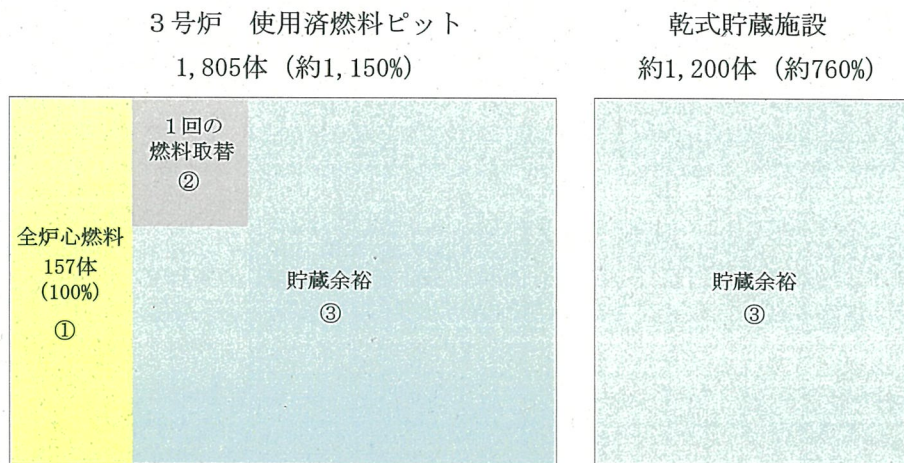 3号炉 使用済燃料ピット
1,805体 (約1,150%)
乾式貯蔵施設
約1,200体 (約760%)
1回の
燃料取替
②
全炉心燃料
157体
(100%)
①
貯蔵余裕
③
貯蔵余裕
③